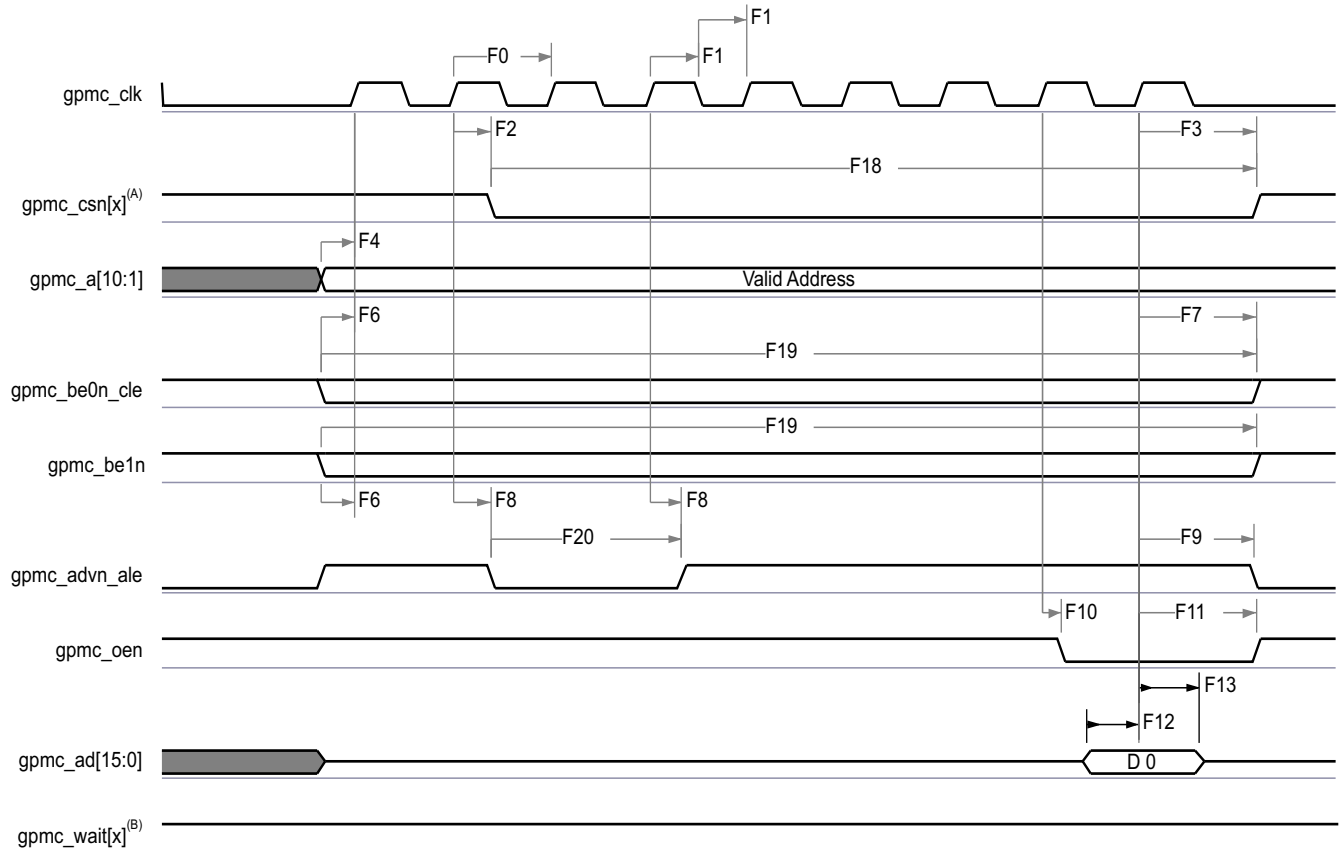 F1
F0
F1
gpmc_clk
F2
F3
F18
gpmc_csn[x](A)
F4
gpmc_a[10:1]
Valid Address
F6
F7
F19
gpmc_be0n_cle
F19
gpmc_be1n
F6
F8
F8
F20
F9
gpmc_advn_ale
F10
F11
gpmc_oen
F13
F12
gpmc_ad[15:0]
D 0
gpmc_wait[x](B)